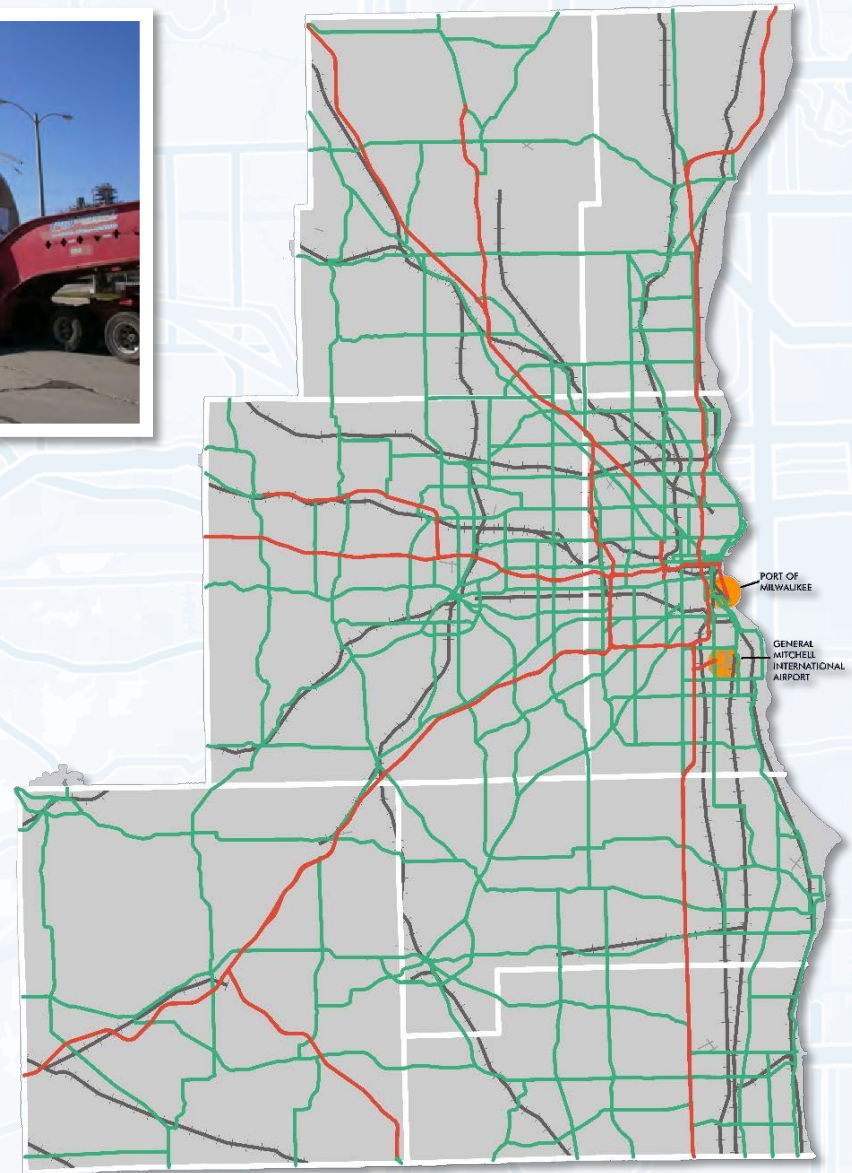 PORT OF
MILWAUKEE
GENERAL
MITCHELL
INTERNATIONAL
AIRPORT